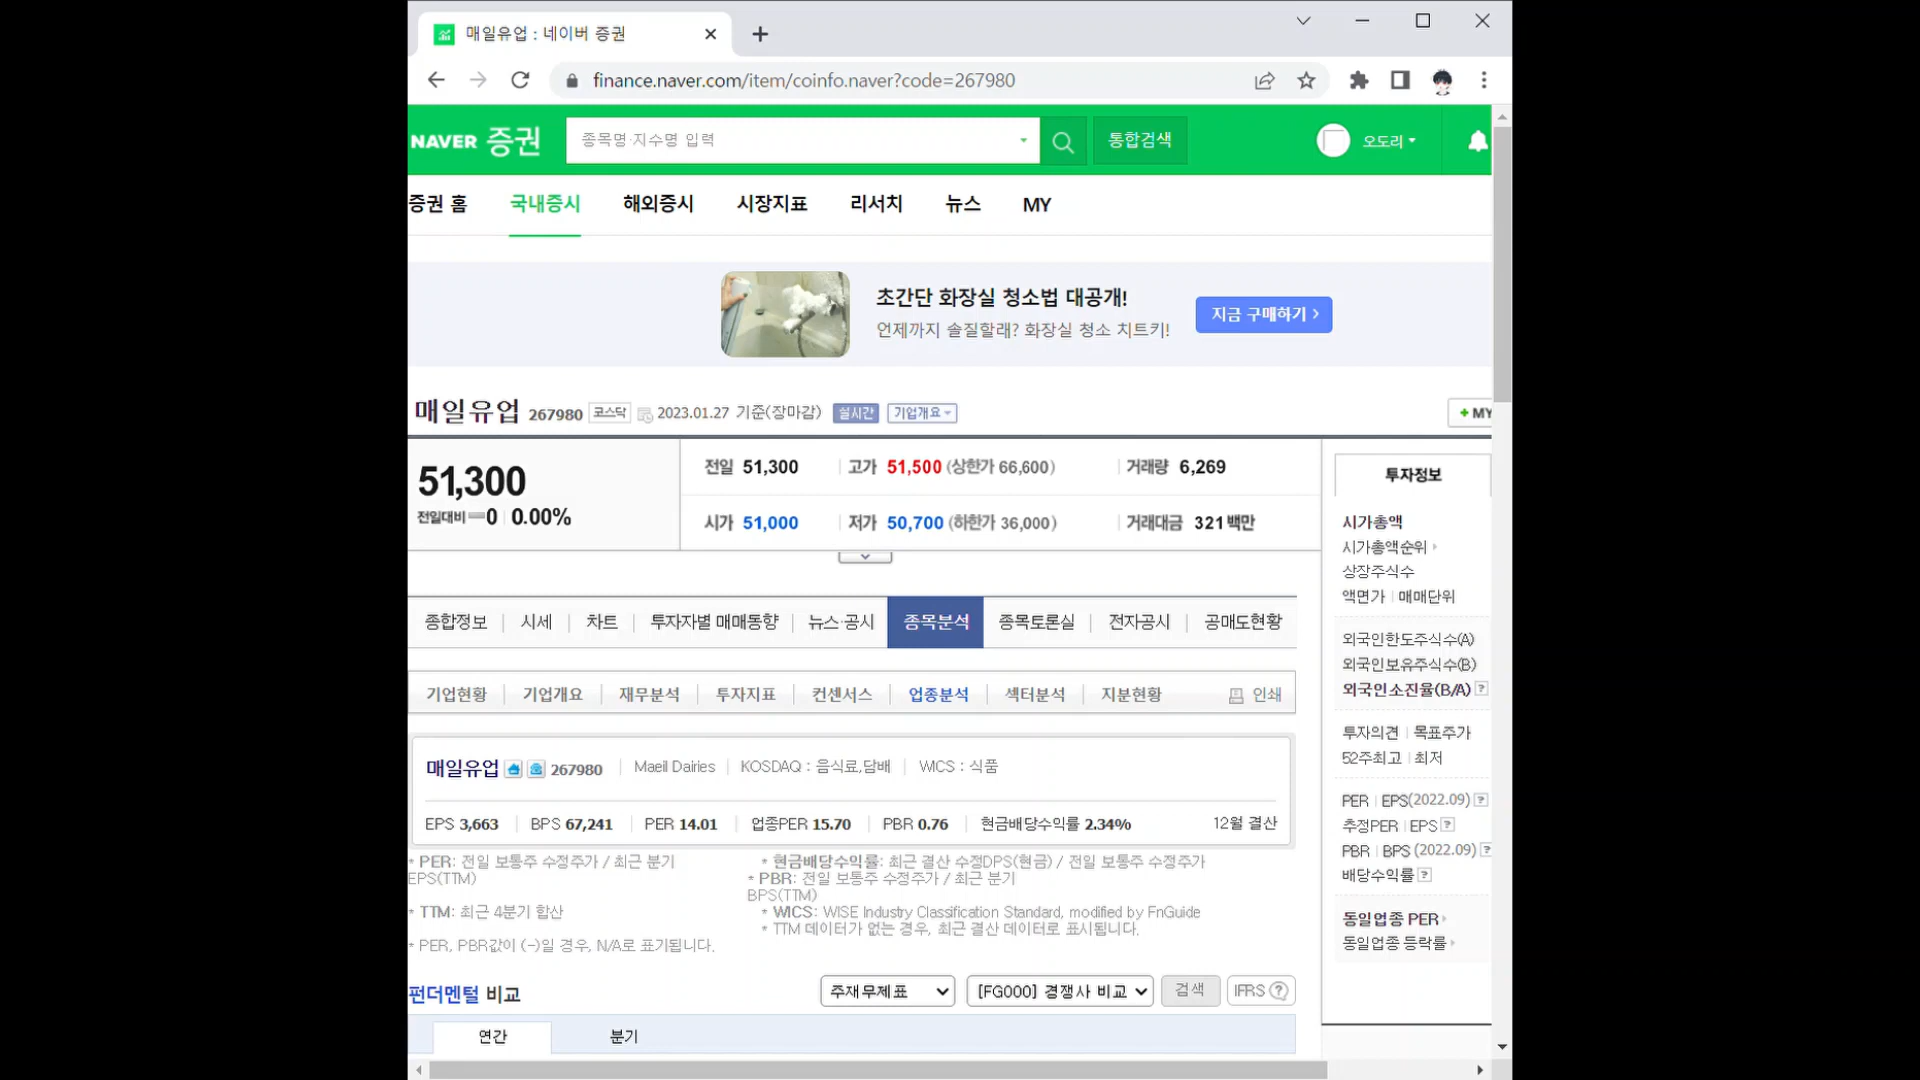 매일유업 : 네이버 증권
finance.naver.com/item/coinfo.naver?code=267980
NAVER 증권
종목명·지수명 입력
통합검색
오도리
증권 홈 국내증시 해외증시 시장지표 리서치 뉴스 MY
초간단 화장실 청소법 대공개!
언제까지 솔질할래? 화장실 청소 치트키!
지금 구매하기 >
매일유업 267980 코스닥 2023.01.27 기준(장마감) 실시간 기업개요
+ MY
51,300
전일대비 0 0.00%
전일 51,300 고가 51,500 (상한가 66,600) 거래량 6,269
시가 51,000 저가 50,700 (하한가 36,000) 거래대금 321 백만
투자정보
시가총액
시가총액순위
상장주식수
액면가 매매단위
외국인한도주식수(A)
외국인보유주식수(B)
외국인소진율(B/A) ?
투자의견 목표주가
52주최고 최저
PER EPS(2022.09) ?
추정PER EPS ?
PBR BPS (2022.09) ?
배당수익률 ?
동일업종 PER
동일업종 등락률
종합정보 시세 차트 투자자별 매매동향 뉴스·공시 종목분석 종목토론실 전자공시 공매도현황
기업현황 기업개요 재무분석 투자지표 컨센서스 업종분석 섹터분석 지분현황 인쇄
매일유업 267980 Maeil Dairies KOSDAQ : 음식료,담배 WICS : 식품
EPS 3,663 BPS 67,241 PER 14.01 업종PER 15.70 PBR 0.76 현금배당수익률 2.34% 12월 결산
* PER: 전일 보통주 수정주가 / 최근 분기
EPS(TTM)
* TTM: 최근 4분기 합산
* PER, PBR값이 (-)일 경우, N/A로 표기됩니다.
* 현금배당수익률: 최근 결산 수정DPS(현금) / 전일 보통주 수정주가
* PBR: 전일 보통주 수정주가 / 최근 분기
BPS(TTM)
* WICS: WISE Industry Classification Standard, modified by FnGuide
* TTM 데이터가 없는 경우, 최근 결산 데이터로 표시됩니다.
펀더멘털 비교
주재무제표 [FG000] 경쟁사 비교 검색 IFRS ?
연간 분기